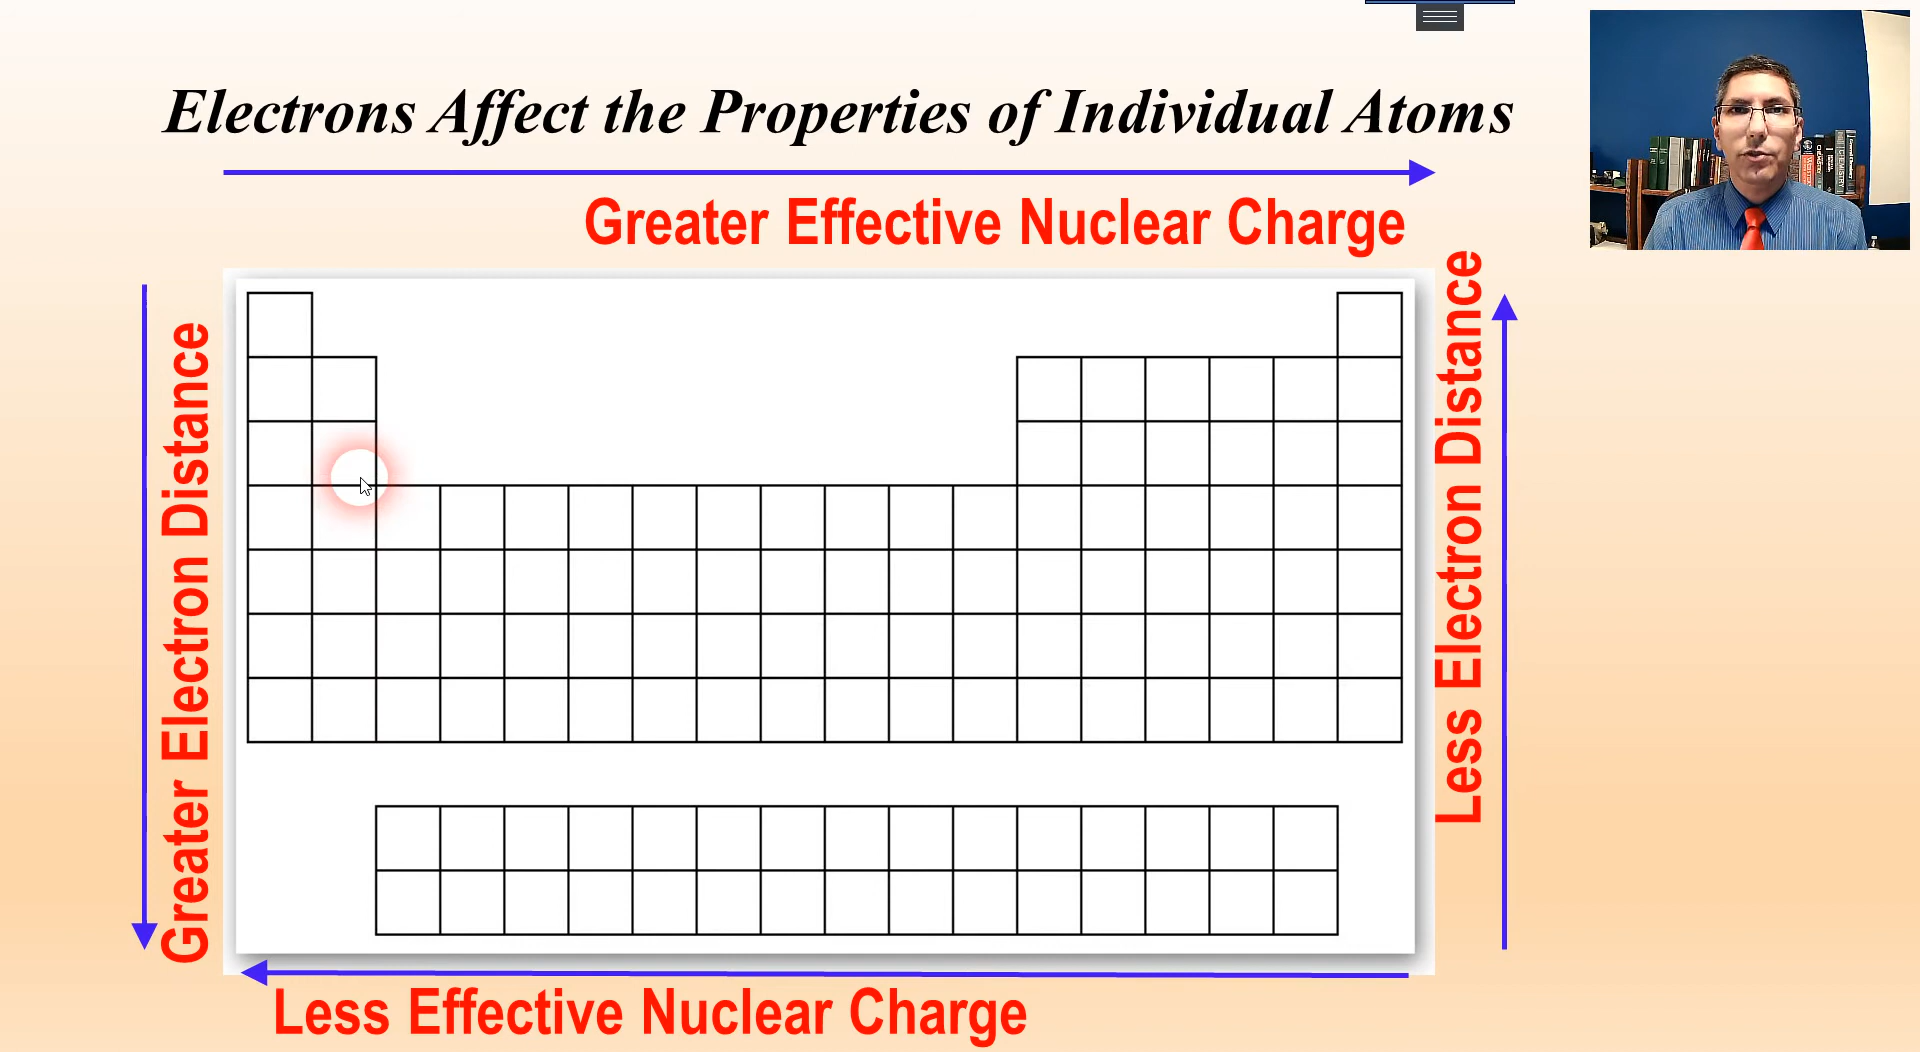 Electrons Affect the Properties of Individual Atoms
Greater Effective Nuclear Charge
Greater Electron Distance
Less Electron Distance
Less Effective Nuclear Charge